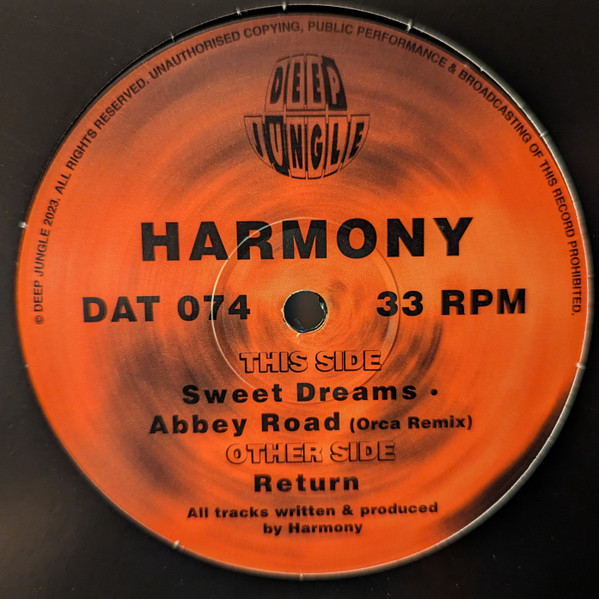 © DEEP JUNGLE 2023. ALL RIGHTS RESERVED. UNAUTHORISED COPYING, PUBLIC PERFORMANCE & BROADCASTING OF THIS RECORD PROHIBITED.
DEEP
JUNGLE
HARMONY
DAT 074 33 RPM
THIS SIDE
Sweet Dreams •
Abbey Road (Orca Remix)
OTHER SIDE
Return
All tracks written & produced
by Harmony